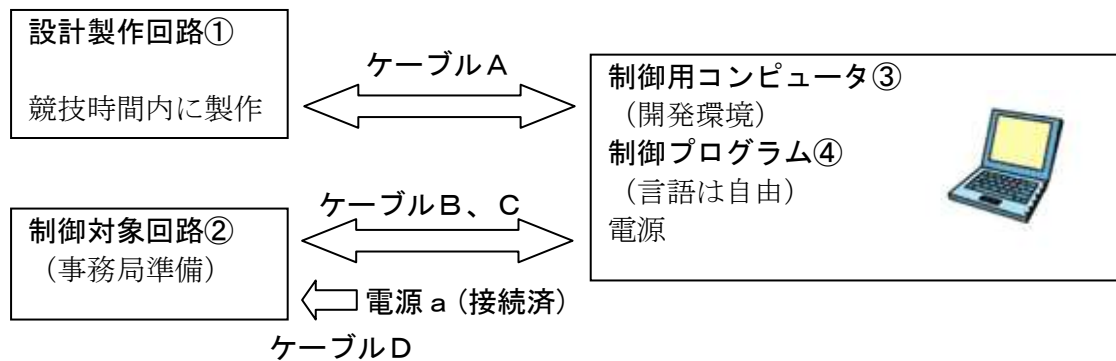 設計製作回路①
競技時間内に製作
ケーブルA
制御用コンピュータ③
（開発環境）
制御プログラム④
（言語は自由）
電源
制御対象回路②
（事務局準備）
ケーブルB、C
電源a（接続済）
ケーブルD